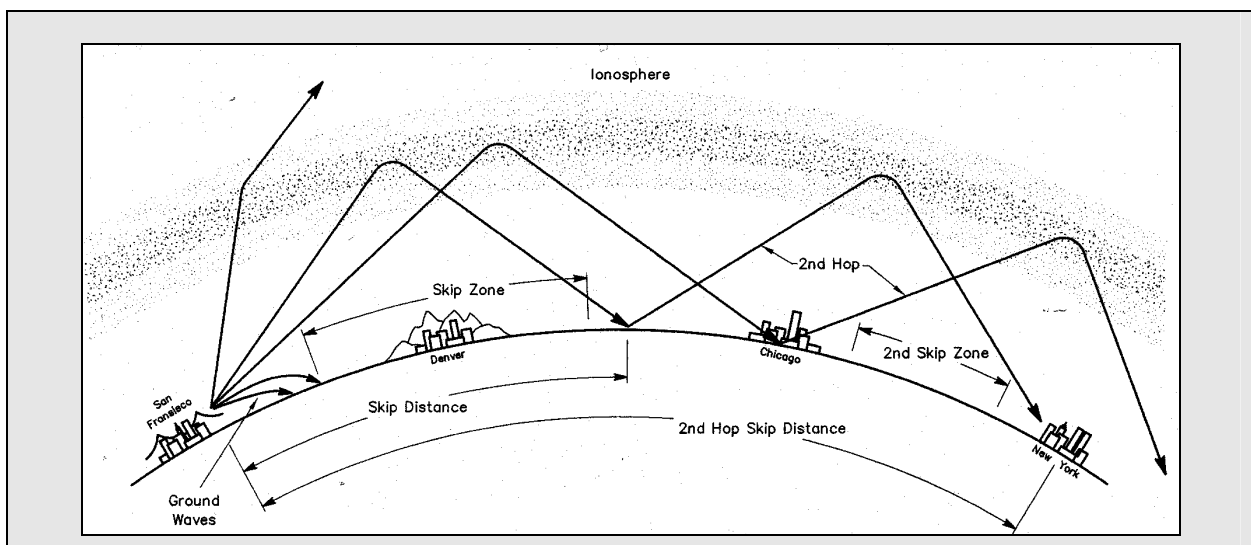 Ionosphere
2nd Hop
Skip Zone
Denver
Chicago
2nd Skip Zone
San
Fransisco
Skip Distance
2nd Hop Skip Distance
New York
Ground
Waves